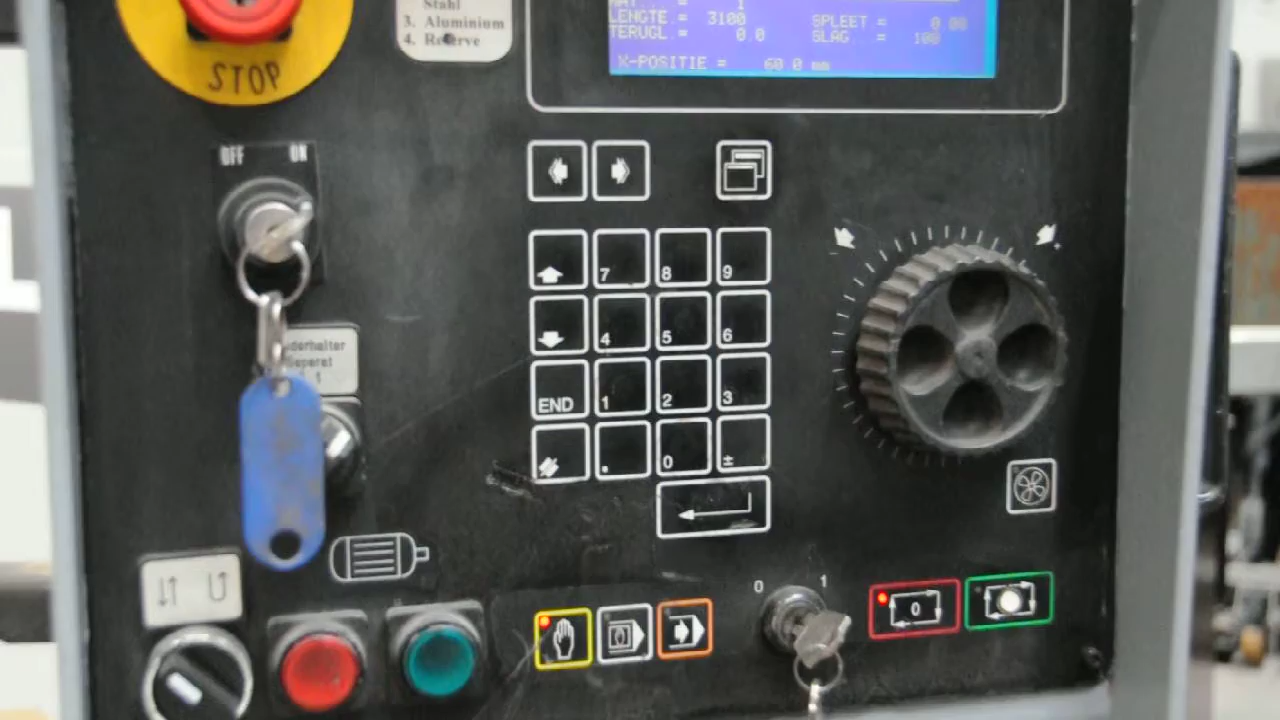 Stahl
3. Aluminium
4. Reserve
LENGTE = 3100
SPLEET = 0.00
TERUGL = 0.0
SLAG = 100
X-POSITIE = 60.0 mm
STOP
OFF ON
7 8 9
4 5 6
END 1 2 3
. 0 ±
0 1
0